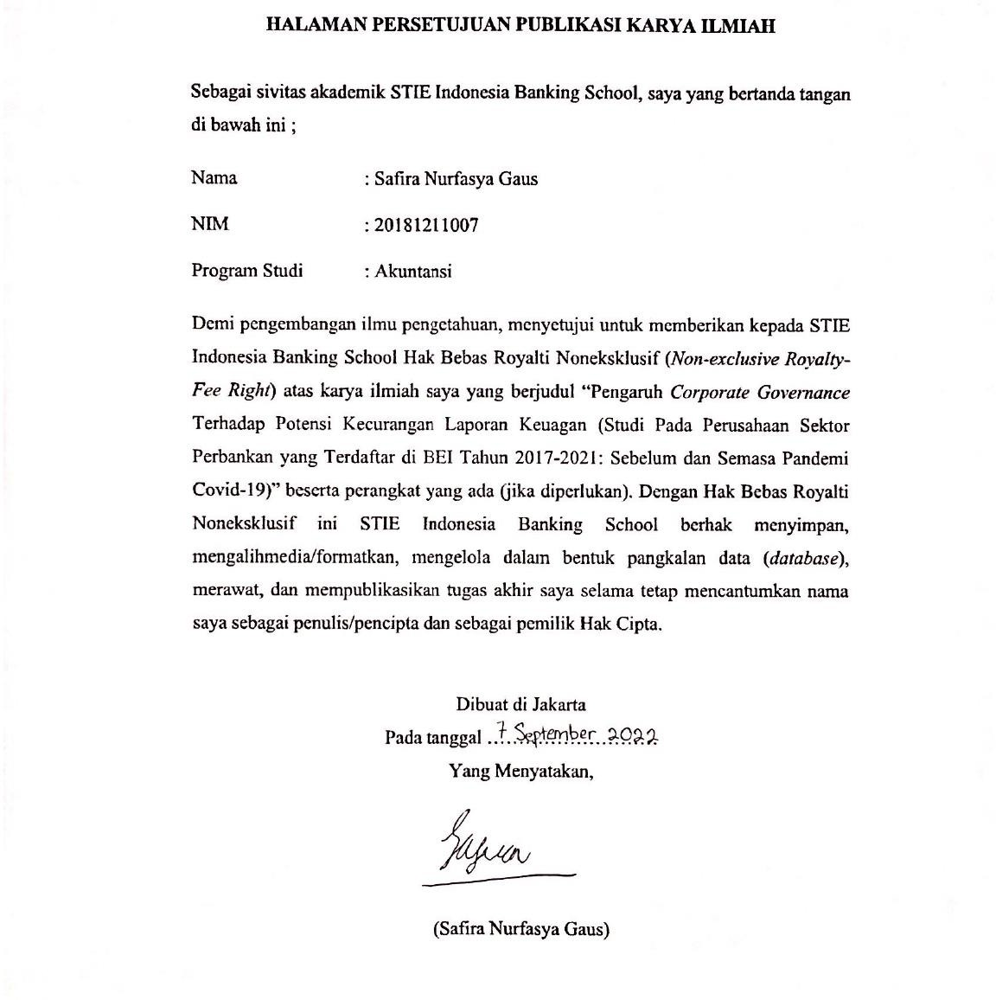 HALAMAN PERSETUJUAN PUBLIKASI KARYA ILMIAH
Sebagai sivitas akademik STIE Indonesia Banking School, saya yang bertanda tangan
di bawah ini ;
Nama : Safira Nurfasya Gaus
NIM : 20181211007
Program Studi : Akuntansi
Demi pengembangan ilmu pengetahuan, menyetujui untuk memberikan kepada STIE
Indonesia Banking School Hak Bebas Royalti Noneksklusif (Non-exclusive Royalty-
Fee Right) atas karya ilmiah saya yang berjudul “Pengaruh Corporate Governance
Terhadap Potensi Kecurangan Laporan Keuagan (Studi Pada Perusahaan Sektor
Perbankan yang Terdaftar di BEI Tahun 2017-2021: Sebelum dan Semasa Pandemi
Covid-19)” beserta perangkat yang ada (jika diperlukan). Dengan Hak Bebas Royalti
Noneksklusif ini STIE Indonesia Banking School berhak menyimpan,
mengalihmedia/formatkan, mengelola dalam bentuk pangkalan data (database),
merawat, dan mempublikasikan tugas akhir saya selama tetap mencantumkan nama
saya sebagai penulis/pencipta dan sebagai pemilik Hak Cipta.
Dibuat di Jakarta
Pada tanggal 7 September 2022
Yang Menyatakan,
(Safira Nurfasya Gaus)